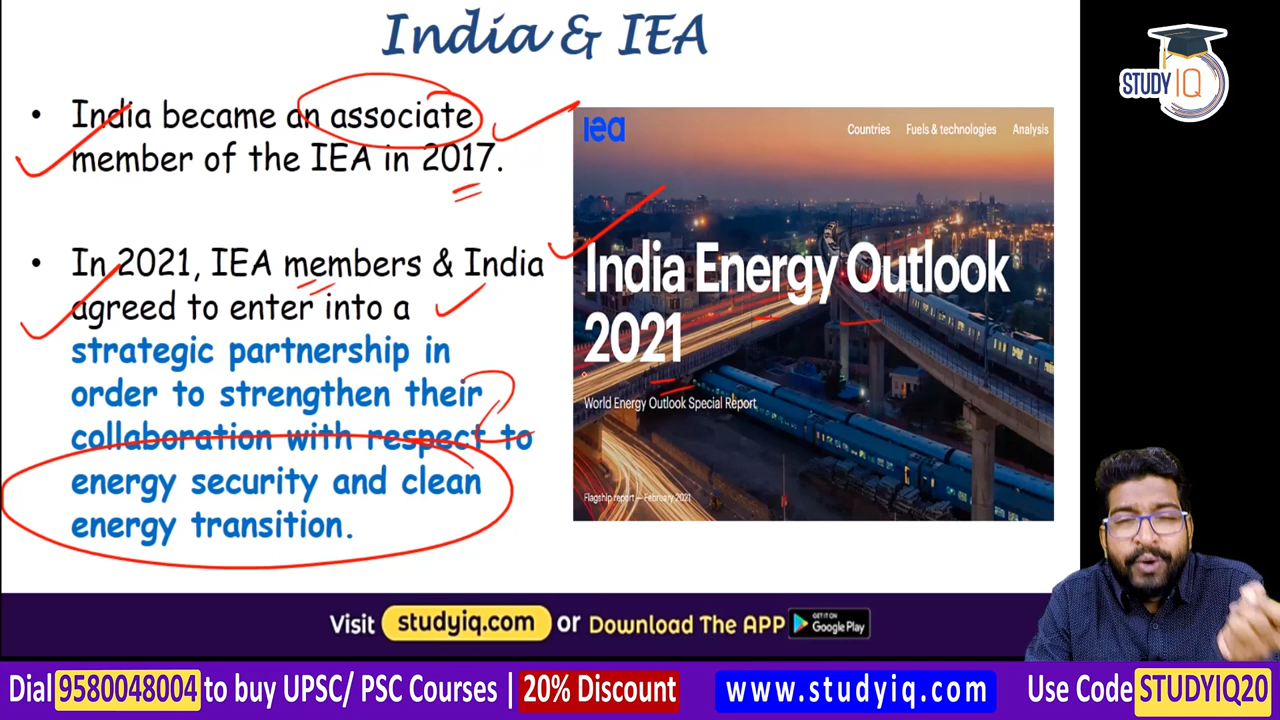 India & IEA
STUDY IQ
• India became an associate
member of the IEA in 2017.
• In 2021, IEA members & India
agreed to enter into a
strategic partnership in
order to strengthen their
collaboration with respect to
energy security and clean
energy transition.
iea
Countries Fuels & technologies Analysis
India Energy Outlook
2021
World Energy Outlook Special Report
Flagship report — February 2021
Visit studyiq.com or Download The APP GET IT ON Google Play
Dial 9580048004 to buy UPSC/ PSC Courses | 20% Discount www.studyiq.com Use Code STUDYIQ20